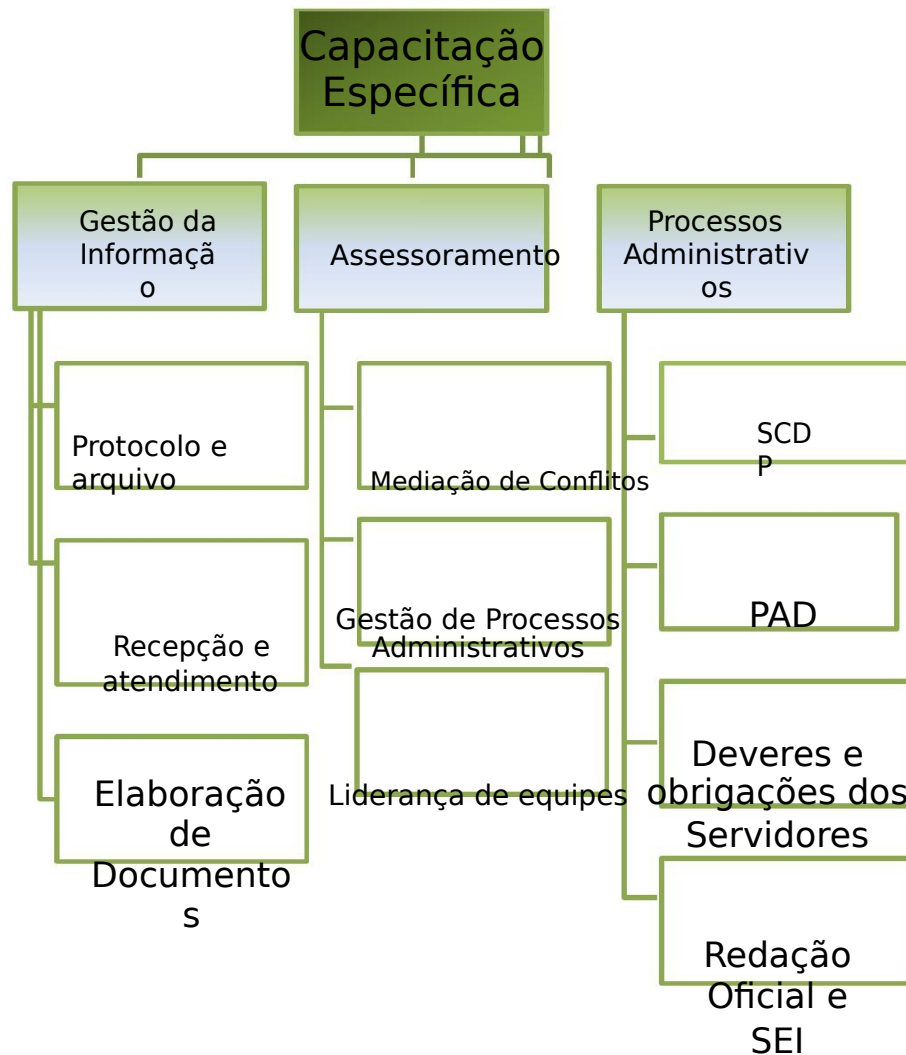 Capacitação
Específica
Gestão da
Informaçã
o
Assessoramento
Processos
Administrativ
os
Protocolo e
arquivo
Recepção e
atendimento
Elaboração
de
Documento
s
Mediação de Conflitos
Gestão de Processos
Administrativos
Liderança de equipes
SCD
P
PAD
Deveres e
obrigações dos
Servidores
Redação
Oficial e
SEI